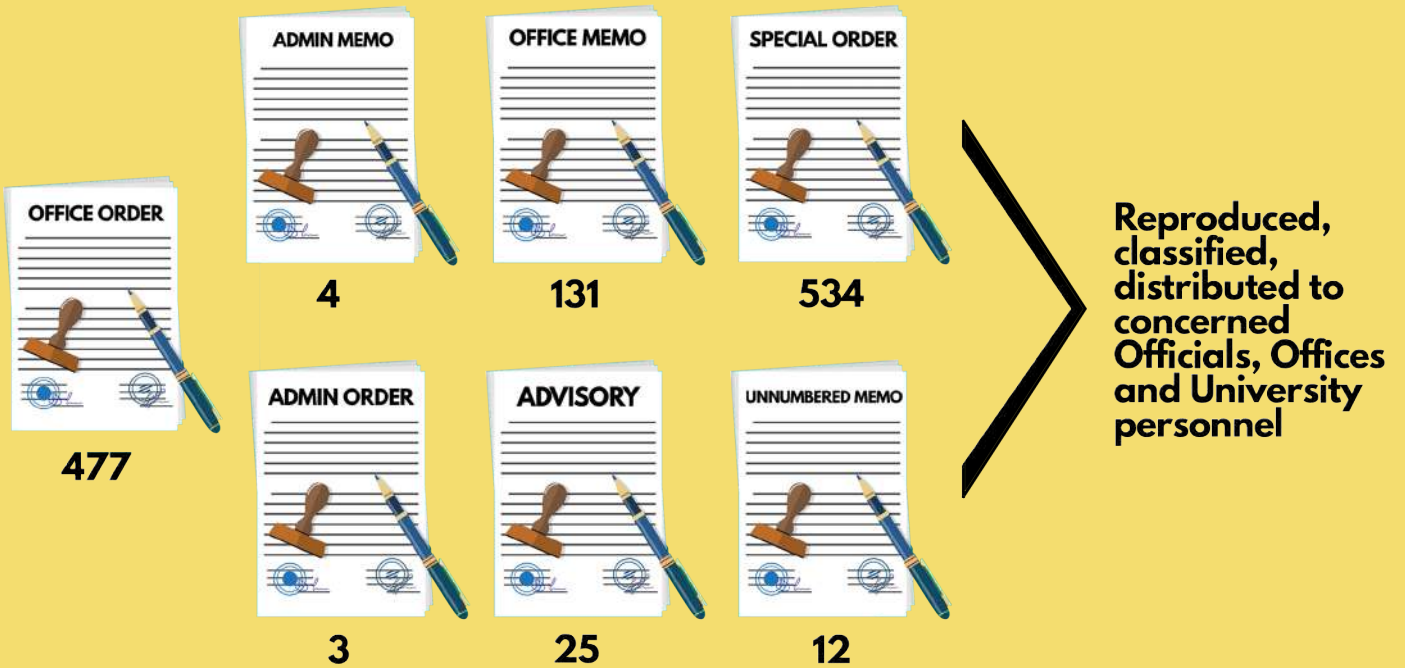 OFFICE ORDER
477
ADMIN MEMO
4
OFFICE MEMO
131
SPECIAL ORDER
534
ADMIN ORDER
3
ADVISORY
25
UNNUMBERED MEMO
12
Reproduced,
classified,
distributed to
concerned
Officials, Offices
and University
personnel